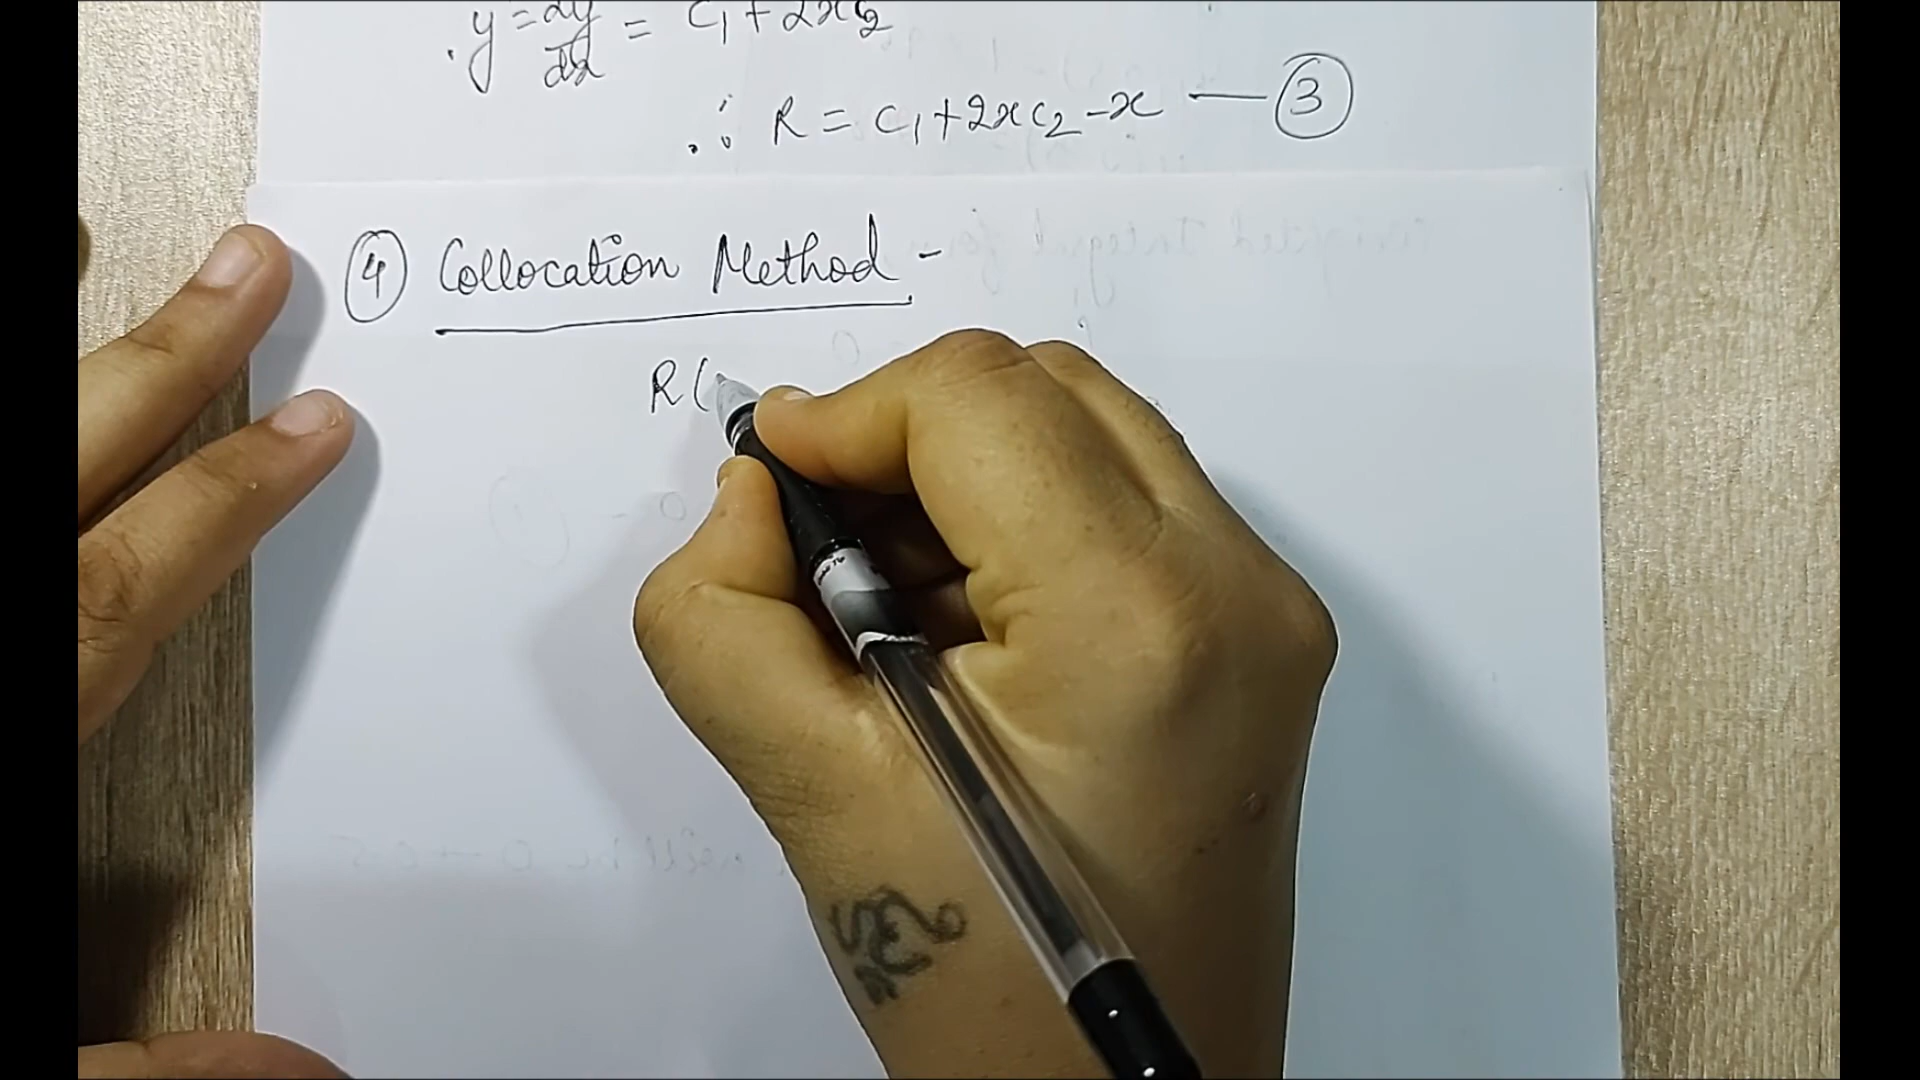 y' = dy/dx = C₁ + 2xC₂
∴ R = C₁ + 2xC₂ - x — ③
④ Collocation Method -
R(